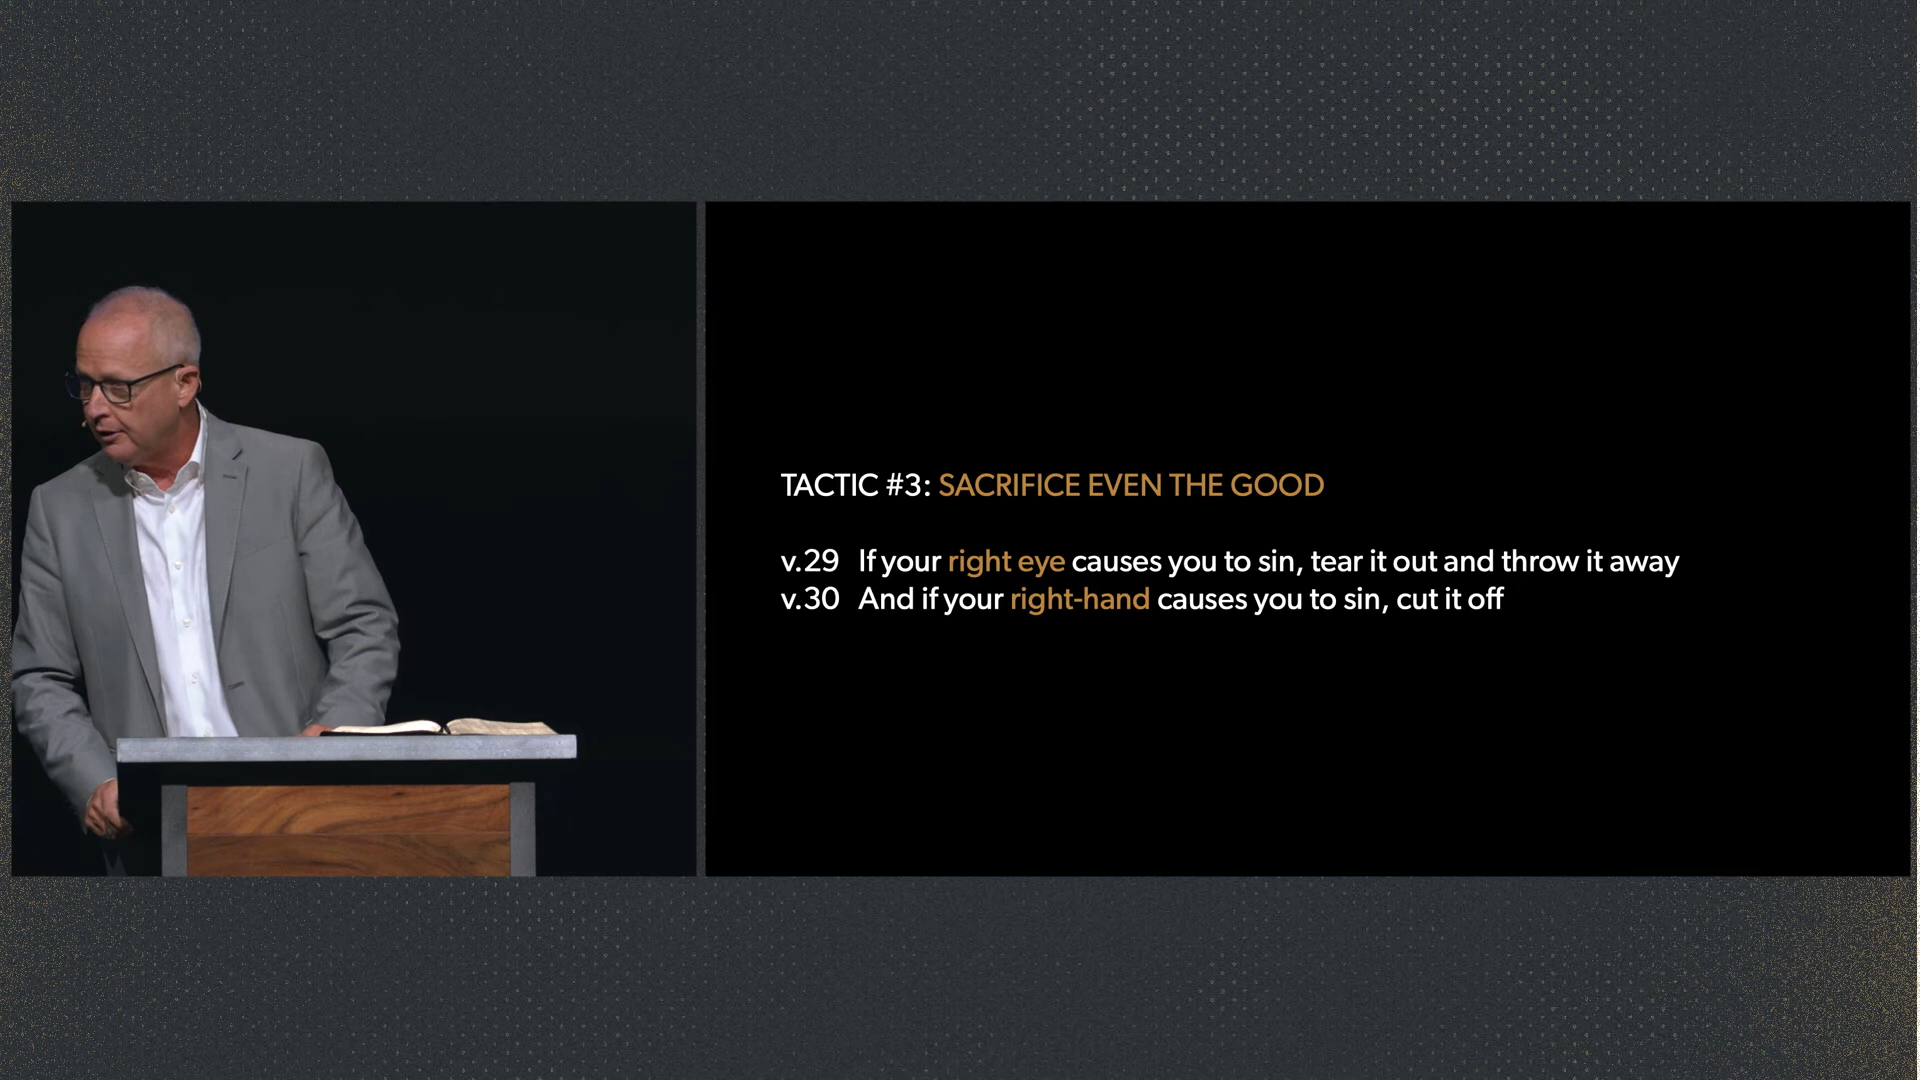 TACTIC #3: SACRIFICE EVEN THE GOOD
v.29 If your right eye causes you to sin, tear it out and throw it away
v.30 And if your right-hand causes you to sin, cut it off